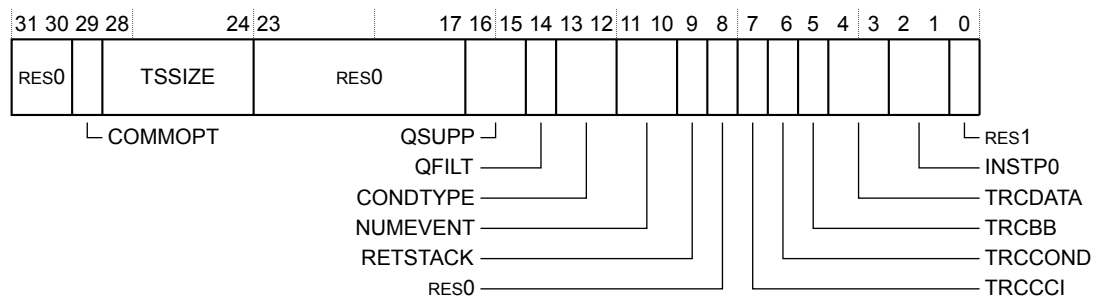 31 30 29 28 24 23 17 16 15 14 13 12 11 10 9 8 7 6 5 4 3 2 1 0
RES0 TSSIZE RES0
COMMOPT QSUPP RES1
QFILT INSTP0
CONDTYPE TRCDATA
NUMEVENT TRCBB
RETSTACK TRCCOND
RES0 TRCCCI